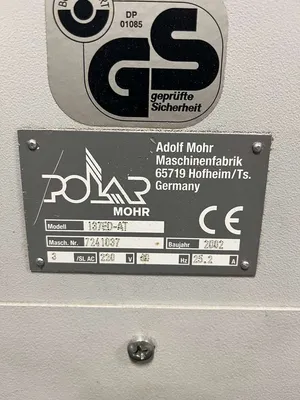 DP
01085
GS
geprüfte
Sicherheit
POLAR
MOHR
Adolf Mohr
Maschinenfabrik
65719 Hofheim/Ts.
Germany
CE
Modell 137ED-AT
Masch. Nr. 7241037 Baujahr 2002
3 /SL AC 220 V Hz 25.2 A